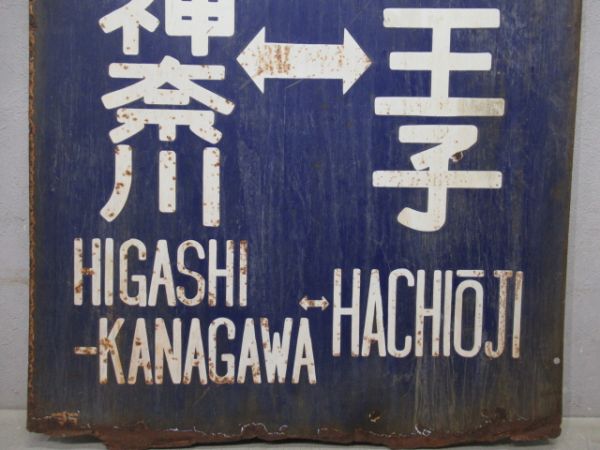 神奈川 ↔ 王子
HIGASHI
-KANAGAWA ↔ HACHIŌJI